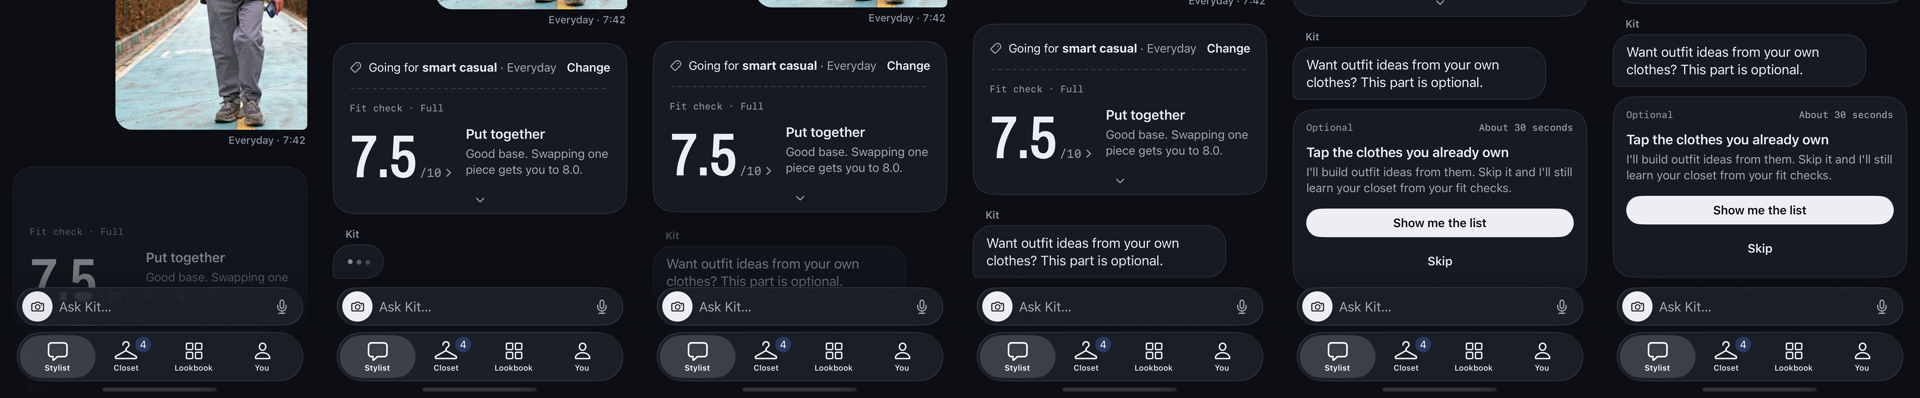 Everyday · 7:42
Fit check · Full
7.5
Put together
Good base. Swapping one
Ask Kit...
Stylist
4
Closet
Lookbook
You
Everyday · 7:42
Going for smart casual · Everyday Change
Fit check · Full
7.5 /10 >
Put together
Good base. Swapping one
piece gets you to 8.0.
Kit
Ask Kit...
Stylist
4
Closet
Lookbook
You
Everyday · 7:42
Going for smart casual · Everyday Change
Fit check · Full
7.5 /10 >
Put together
Good base. Swapping one
piece gets you to 8.0.
Kit
Want outfit ideas from your own
clothes? This part is optional.
Ask Kit...
Stylist
4
Closet
Lookbook
You
Everyday · 7:42
Going for smart casual · Everyday Change
Fit check · Full
7.5 /10 >
Put together
Good base. Swapping one
piece gets you to 8.0.
Kit
Want outfit ideas from your own
clothes? This part is optional.
Ask Kit...
Stylist
4
Closet
Lookbook
You
Kit
Want outfit ideas from your own
clothes? This part is optional.
Optional About 30 seconds
Tap the clothes you already own
I'll build outfit ideas from them. Skip it and I'll still
learn your closet from your fit checks.
Show me the list
Skip
Ask Kit...
Stylist
4
Closet
Lookbook
You
Kit
Want outfit ideas from your own
clothes? This part is optional.
Optional About 30 seconds
Tap the clothes you already own
I'll build outfit ideas from them. Skip it and I'll still
learn your closet from your fit checks.
Show me the list
Skip
Ask Kit...
Stylist
4
Closet
Lookbook
You